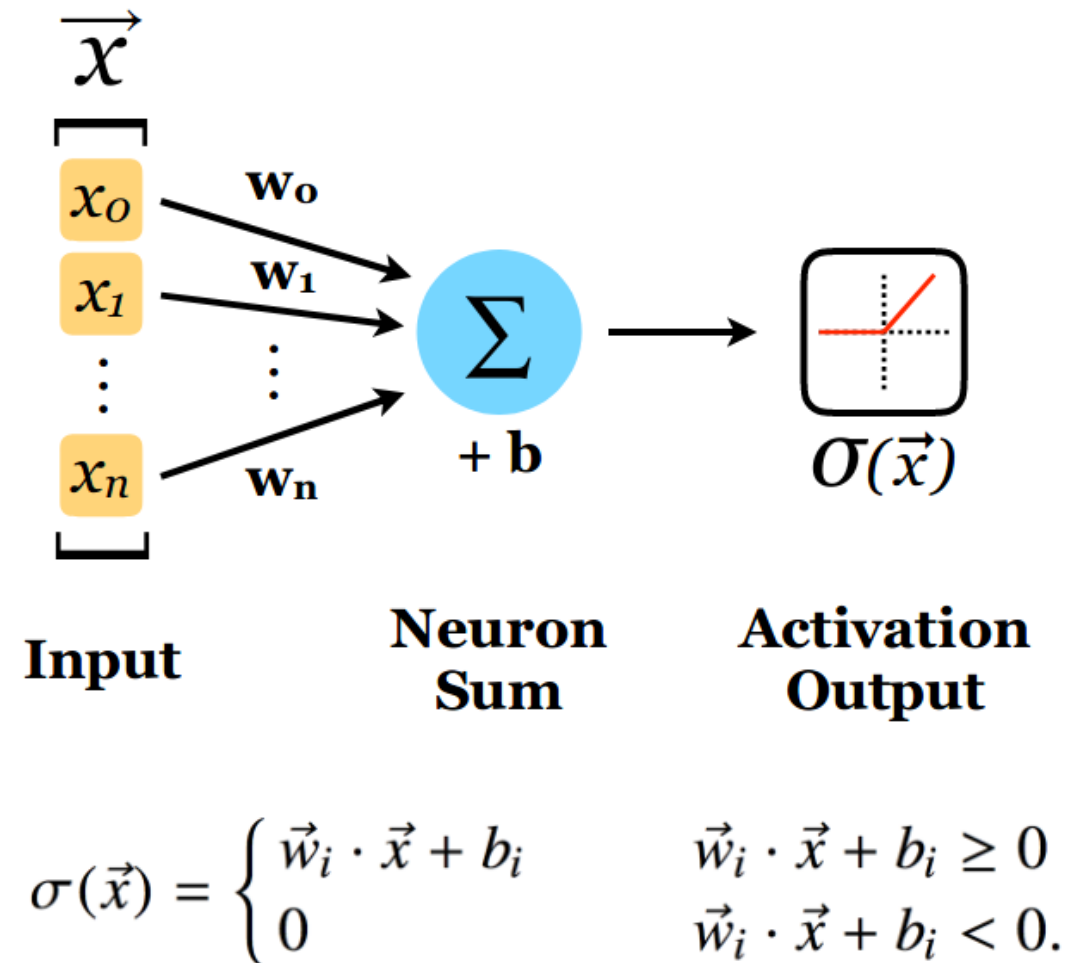 x⃗
x₀ w₀
x₁ w₁
⋮ ⋮
xₙ wₙ
∑
+ b
σ(x⃗)
Input
Neuron Sum
Activation Output
σ(x⃗) = { w⃗ᵢ · x⃗ + bᵢ    w⃗ᵢ · x⃗ + bᵢ ≥ 0
0    w⃗ᵢ · x⃗ + bᵢ < 0.